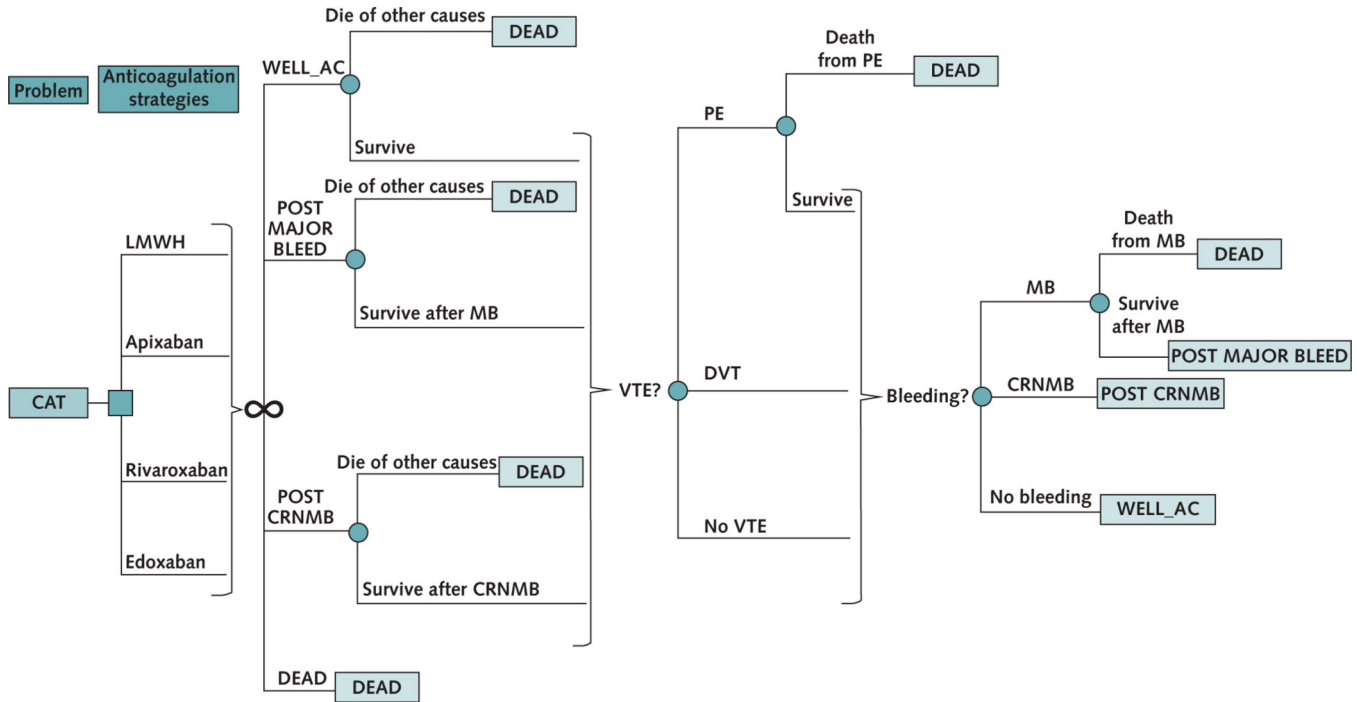 Problem
Anticoagulation
strategies
CAT
LMWH
Apixaban
Rivaroxaban
Edoxaban
WELL_AC
Die of other causes
DEAD
Survive
POST
MAJOR
BLEED
Die of other causes
DEAD
Survive after MB
POST
CRNMB
Die of other causes
DEAD
Survive after CRNMB
DEAD
DEAD
VTE?
PE
Death
from PE
DEAD
Survive
DVT
No VTE
Bleeding?
MB
Death
from MB
DEAD
Survive
after MB
POST MAJOR BLEED
CRNMB
POST CRNMB
No bleeding
WELL_AC